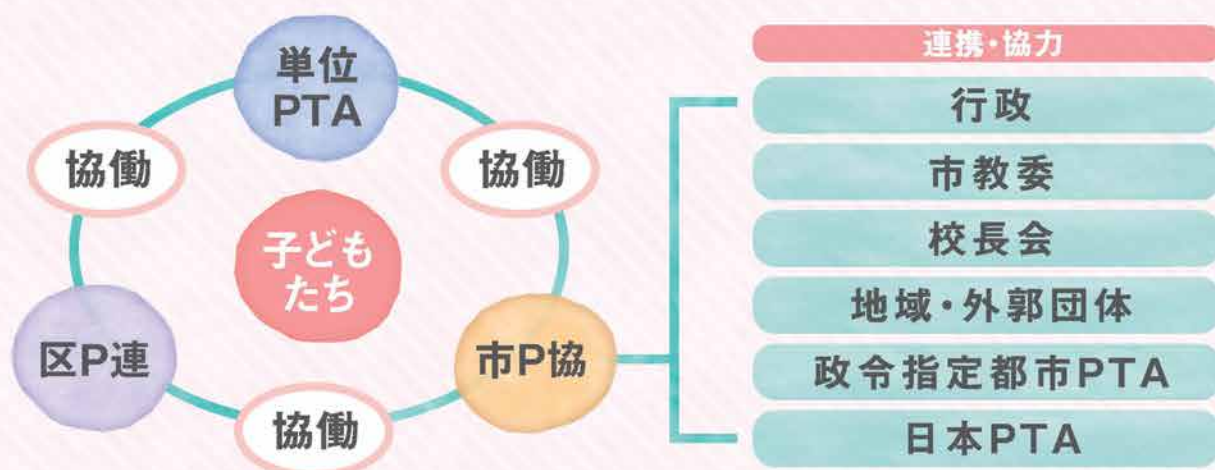 単位
PTA
協働
協働
子ども
たち
区P連
市P協
協働
連携・協力
行政
市教委
校長会
地域・外郭団体
政令指定都市PTA
日本PTA